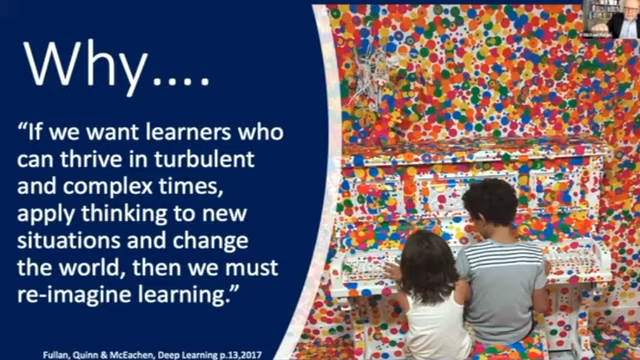 Why….
“If we want learners who
can thrive in turbulent
and complex times,
apply thinking to new
situations and change
the world, then we must
re-imagine learning.”
Fullan, Quinn & McEachen, Deep Learning p.13,2017